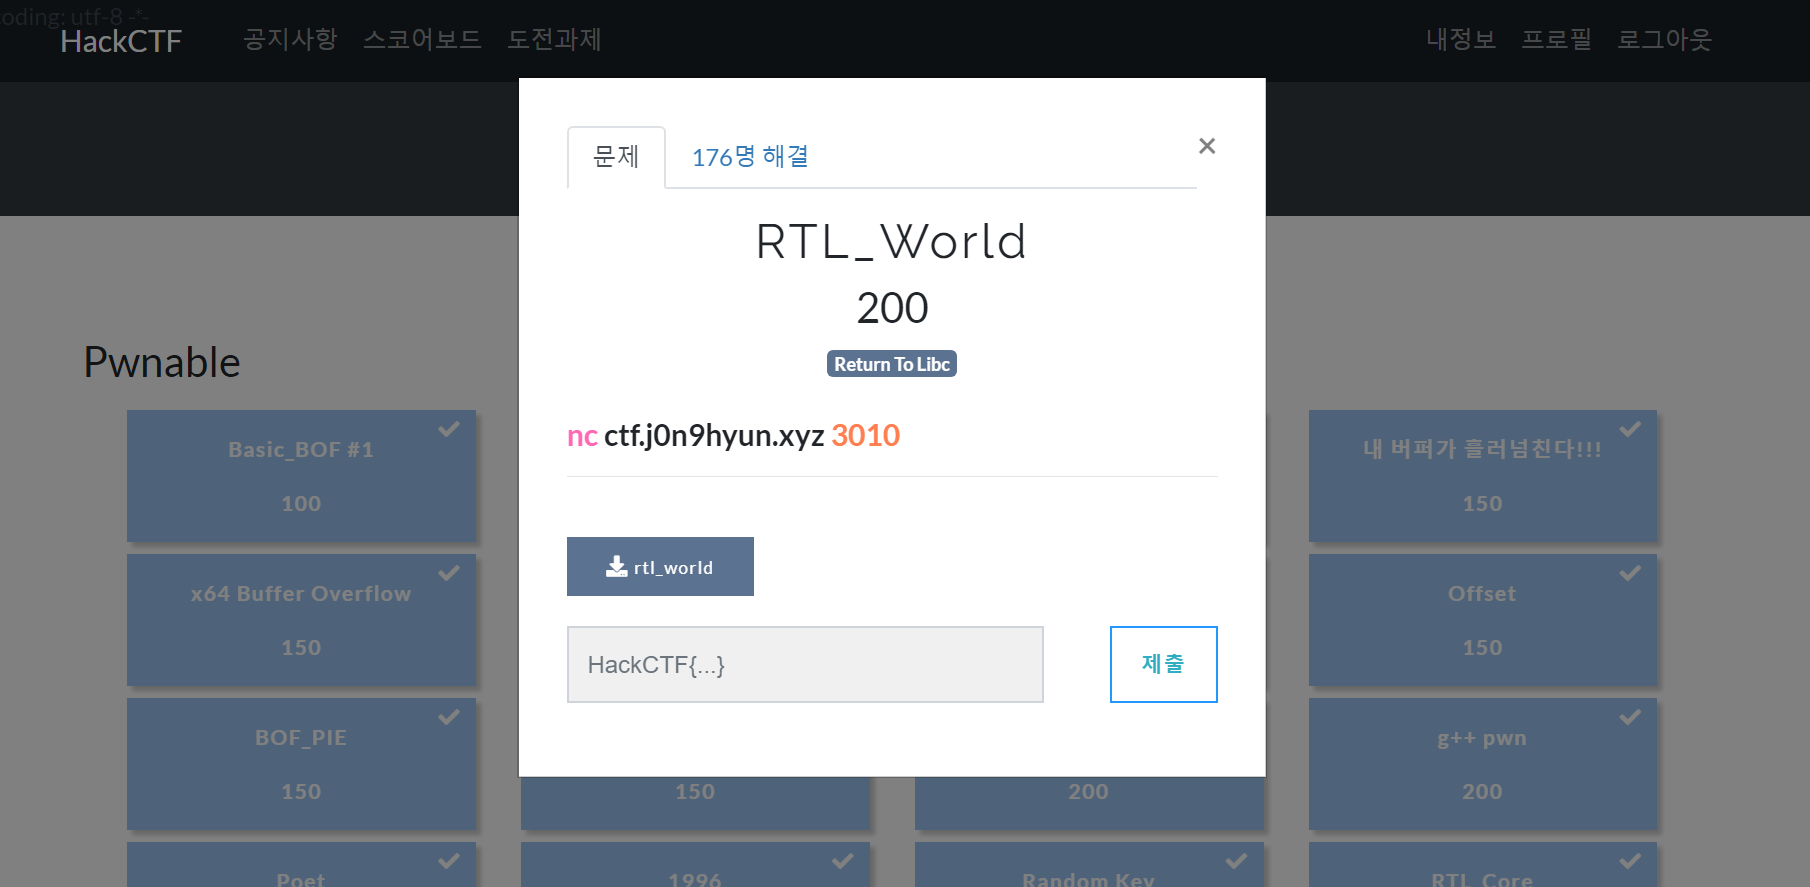 coding: utf-8 -*-
HackCTF 공지사항 스코어보드 도전과제 내정보 프로필 로그아웃
문제 176명 해결 ×
RTL_World
200
Return To Libc
nc ctf.j0n9hyun.xyz 3010
rtl_world
HackCTF{...} 제출
Pwnable
Basic_BOF #1
100
내 버퍼가 흘러넘친다!!!
150
x64 Buffer Overflow
150
Offset
150
BOF_PIE
150
150
200
g++ pwn
200
Poet
1996
Random Key
RTL_Core